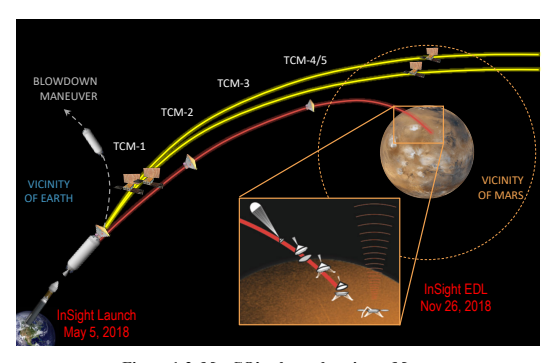 TCM-4/5
TCM-3
BLOWDOWN
MANEUVER
TCM-2
TCM-1
VICINITY
OF EARTH
VICINITY
OF MARS
InSight EDL
Nov 26, 2018
InSight Launch
May 5, 2018